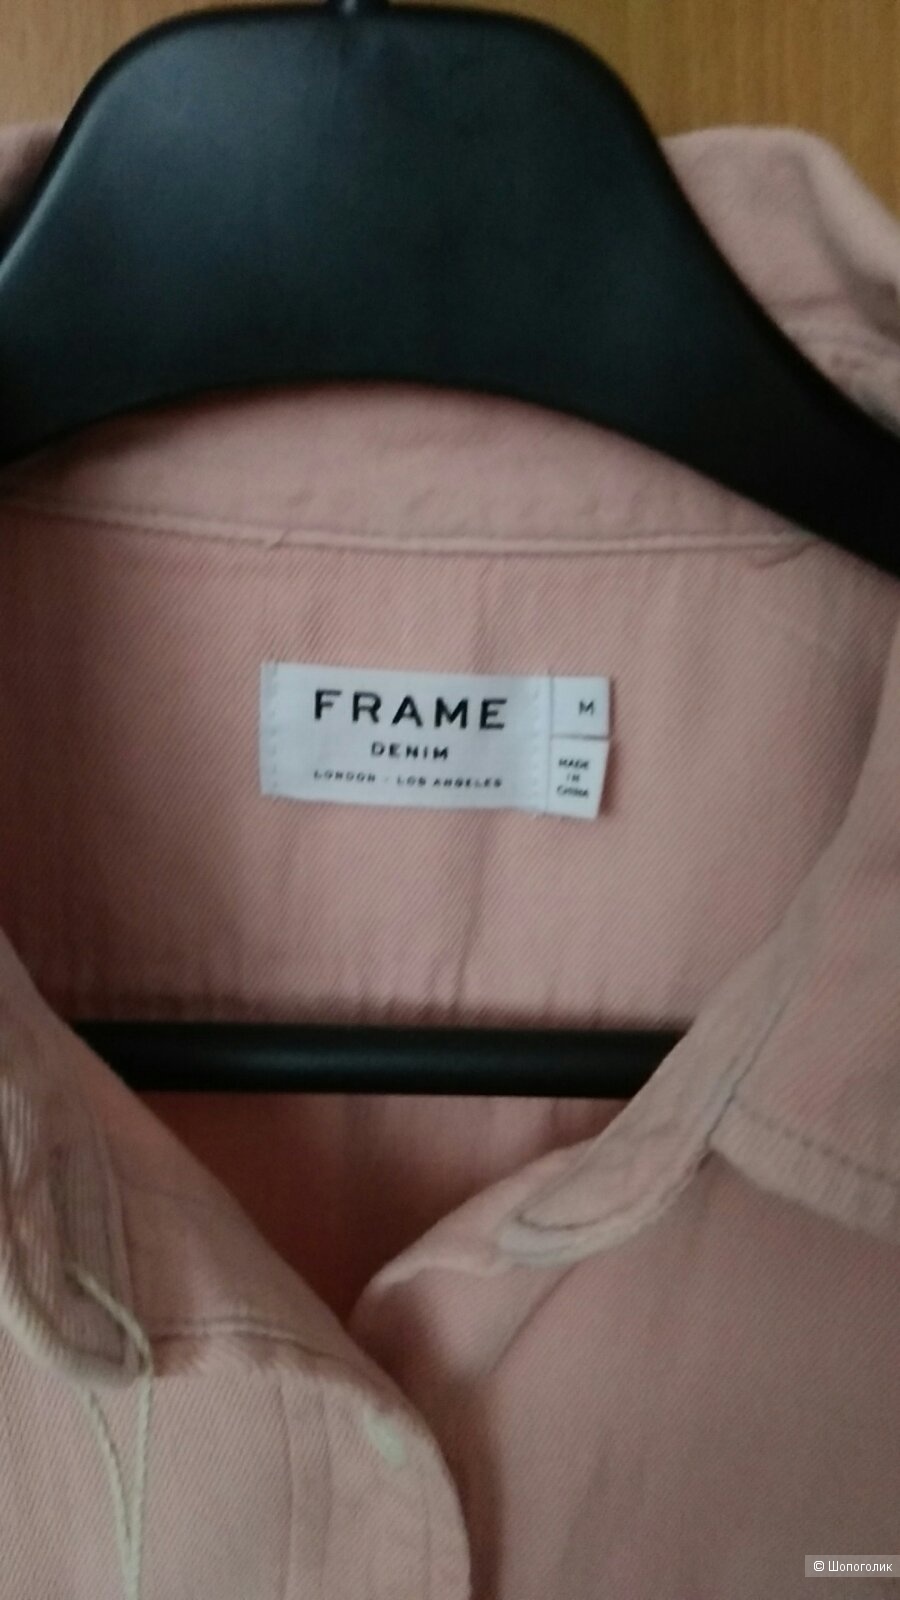 FRAME
DENIM
LONDON - LOS ANGELES
M
MADE
IN
CHINA
© Шопоголик